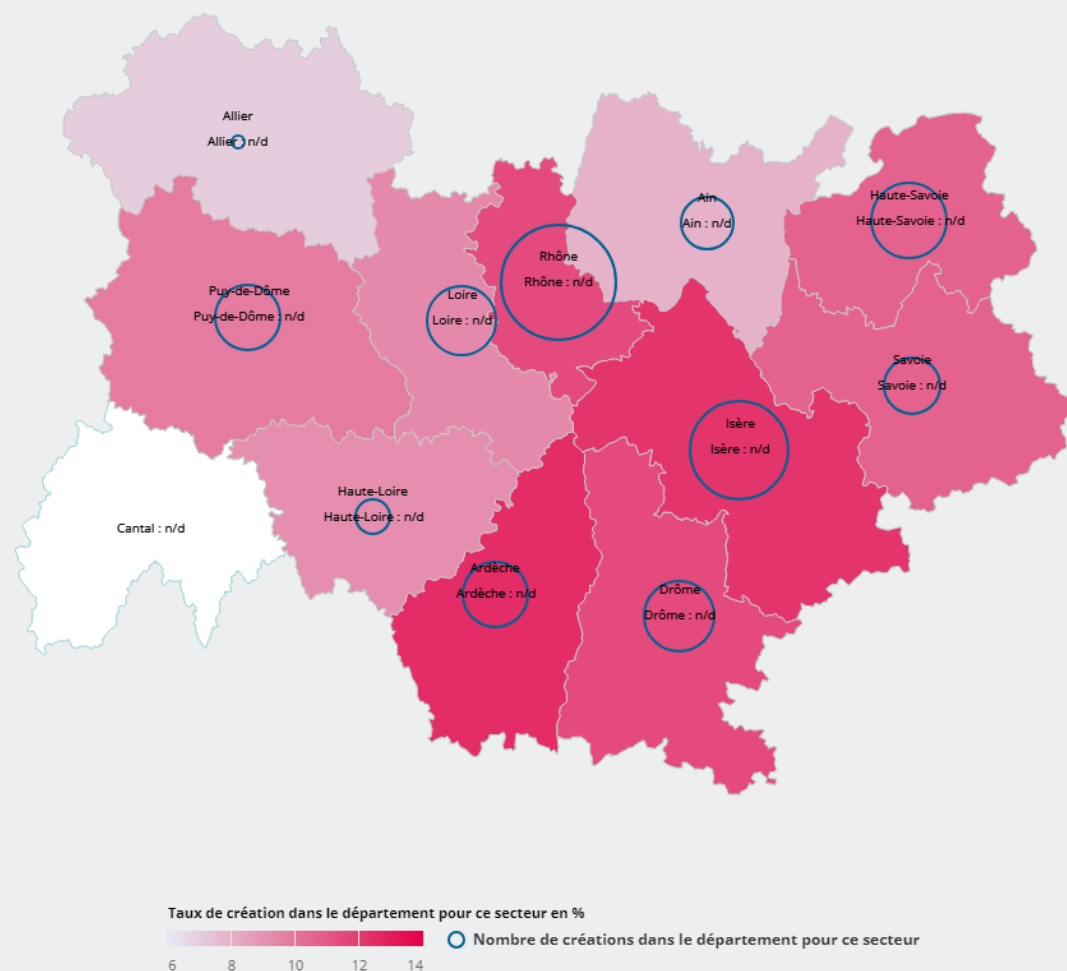 Allier
Allier : n/d
Ain
Ain : n/d
Haute-Savoie
Haute-Savoie : n/d
Rhône
Rhône : n/d
Puy-de-Dôme
Puy-de-Dôme : n/d
Loire
Loire : n/d
Savoie
Savoie : n/d
Isère
Isère : n/d
Haute-Loire
Haute-Loire : n/d
Cantal : n/d
Ardèche
Ardèche : n/d
Drôme
Drôme : n/d
Taux de création dans le département pour ce secteur en %
Nombre de créations dans le département pour ce secteur
6 8 10 12 14